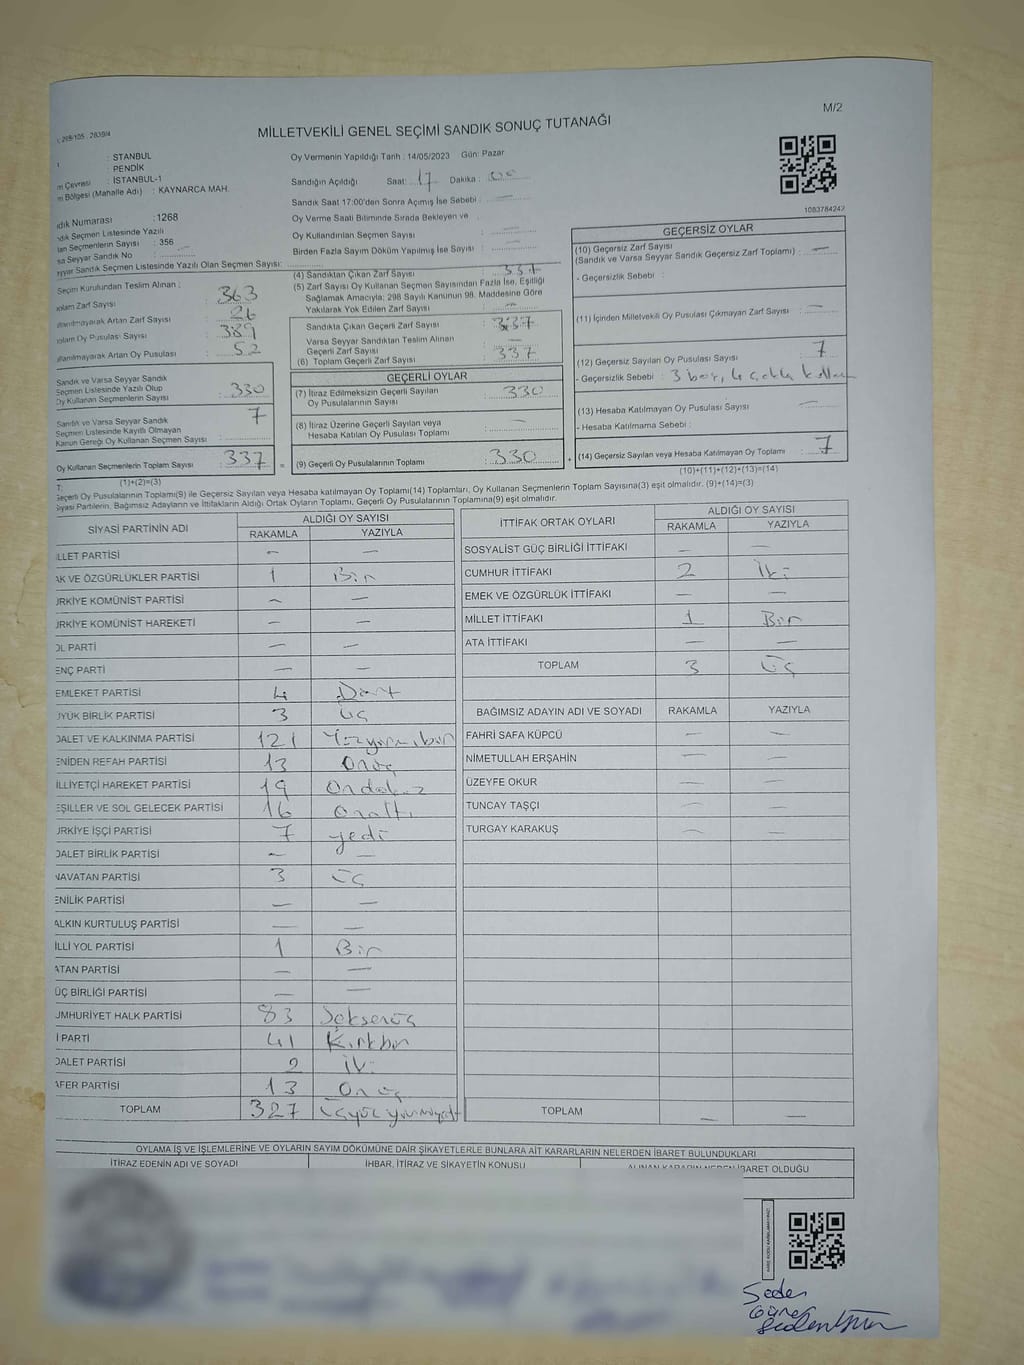 M/2
MİLLETVEKİLİ GENEL SEÇİMİ SANDIK SONUÇ TUTANAĞI
: İSTANBUL
: PENDİK
m Çevresi : İSTANBUL-1
m Bölgesi (Mahalle Adı) : KAYNARCA MAH.
Oy Vermenin Yapıldığı Tarih : 14/05/2023 Gün: Pazar
Sandığın Açıldığı Saat: 17 Dakika : 00
Sandık Saat 17:00'den Sonra Açımış İse Sebebi : —
Oy Verme Saati Bitiminde Sırada Bekleyen ve
Oy Kullandırılan Seçmen Sayısı : —
Birden Fazla Sayım Döküm Yapılmış İse Sayısı : —
1083784242
dık Numarası : 1268
dık Seçmen Listesinde Yazılı
lan Seçmenlerin Sayısı : 356
sa Seyyar Sandık No
yyar Sandık Seçmen Listesinde Yazılı Olan Seçmen Sayısı:
Seçim Kurulundan Teslim Alınan :
oplam Zarf Sayısı : 363
ullanılmayarak Artan Zarf Sayısı : 26
oplam Oy Pusulası Sayısı : 389
ullanılmayarak Artan Oy Pusulası : 52
Sandık ve Varsa Seyyar Sandık
Seçmen Listesinde Yazılı Olup
Oy Kullanan Seçmenlerin Sayısı : 330
Sandık ve Varsa Seyyar Sandık
Seçmen Listesinde Kayıtlı Olmayan
Kanun Gereği Oy Kullanan Seçmen Sayısı : 7
Oy Kullanan Seçmenlerin Toplam Sayısı : 337
(1)+(2)=(3)
(4) Sandıktan Çıkan Zarf Sayısı : 337
(5) Zarf Sayısı Oy Kullanan Seçmen Sayısından Fazla İse, Eşitliği
Sağlamak Amacıyla; 298 Sayılı Kanunun 98. Maddesine Göre
Yakılarak Yok Edilen Zarf Sayısı : —
Sandıkta Çıkan Geçerli Zarf Sayısı : 337
Varsa Seyyar Sandıktan Teslim Alınan
Geçerli Zarf Sayısı : —
(6) Toplam Geçerli Zarf Sayısı : 337
GEÇERLİ OYLAR
(7) İtiraz Edilmeksizin Geçerli Sayılan
Oy Pusulalarının Sayısı : 330
(8) İtiraz Üzerine Geçerli Sayılan veya
Hesaba Katılan Oy Pusulası Toplamı : —
= (9) Geçerli Oy Pusulalarının Toplamı : 330 +
GEÇERSİZ OYLAR
(10) Geçersiz Zarf Sayısı
(Sandık ve Varsa Seyyar Sandık Geçersiz Zarf Toplamı) : —
- Geçersizlik Sebebi :
(11) İçinden Milletvekili Oy Pusulası Çıkmayan Zarf Sayısı : —
(12) Geçersiz Sayılan Oy Pusulası Sayısı : 7
- Geçersizlik Sebebi : 3 boş, 4
(13) Hesaba Katılmayan Oy Pusulası Sayısı : —
- Hesaba Katılmama Sebebi :
(14) Geçersiz Sayılan veya Hesaba Katılmayan Oy Toplamı : 7
(10)+(11)+(12)+(13)=(14)
T:
Geçerli Oy Pusulalarının Toplamı(9) ile Geçersiz Sayılan veya Hesaba katılmayan Oy Toplamı(14) Toplamları, Oy Kullanan Seçmenlerin Toplam Sayısına(3) eşit olmalıdır. (9)+(14)=(3)
Siyasi Partilerin, Bağımsız Adayların ve İttifakların Aldığı Ortak Oyların Toplamı, Geçerli Oy Pusulalarının Toplamına(9) eşit olmalıdır.
SİYASİ PARTİNİN ADI ALDIĞI OY SAYISI
RAKAMLA YAZIYLA
LLET PARTİSİ — —
AK VE ÖZGÜRLÜKLER PARTİSİ 1 Bir
ÜRKİYE KOMÜNİST PARTİSİ — —
ÜRKİYE KOMÜNİST HAREKETİ — —
OL PARTİ — —
ENÇ PARTİ — —
EMLEKET PARTİSİ 4 Dört
ÜYÜK BİRLİK PARTİSİ 3 üç
DALET VE KALKINMA PARTİSİ 121 Yüzyirmibir
ENİDEN REFAH PARTİSİ 13 Onüç
İLLİYETÇİ HAREKET PARTİSİ 19 Ondokuz
EŞİLLER VE SOL GELECEK PARTİSİ 16 Onaltı
ÜRKİYE İŞÇİ PARTİSİ 7 yedi
DALET BİRLİK PARTİSİ — —
NAVATAN PARTİSİ 3 üç
ENİLİK PARTİSİ — —
ALKIN KURTULUŞ PARTİSİ — —
İLLİ YOL PARTİSİ 1 Bir
ATAN PARTİSİ — —
ÜÇ BİRLİĞİ PARTİSİ — —
UMHURİYET HALK PARTİSİ 83 Seksenüç
İ PARTİ 41 Kırkbir
DALET PARTİSİ 2 iki
AFER PARTİSİ 13 Onüç
TOPLAM 327 üçyüzyirmiyedi
İTTİFAK ORTAK OYLARI ALDIĞI OY SAYISI
RAKAMLA YAZIYLA
SOSYALİST GÜÇ BİRLİĞİ İTTİFAKI — —
CUMHUR İTTİFAKI 2 İki
EMEK VE ÖZGÜRLÜK İTTİFAKI — —
MİLLET İTTİFAKI 1 Bir
ATA İTTİFAKI — —
TOPLAM 3 üç
BAĞIMSIZ ADAYIN ADI VE SOYADI RAKAMLA YAZIYLA
FAHRİ SAFA KÜPCÜ — —
NİMETULLAH ERŞAHİN — —
ÜZEYFE OKUR — —
TUNCAY TAŞÇI — —
TURGAY KARAKUŞ — —
TOPLAM — —
OYLAMA İŞ VE İŞLEMLERİNE VE OYLARIN SAYIM DÖKÜMÜNE DAİR ŞİKAYETLERLE BUNLARA AİT KARARLARIN NELERDEN İBARET BULUNDUKLARI
İTİRAZ EDENİN ADI VE SOYADI İHBAR, İTİRAZ VE ŞİKAYETİN KONUSU ALINAN KARARIN NEDEN İBARET OLDUĞU